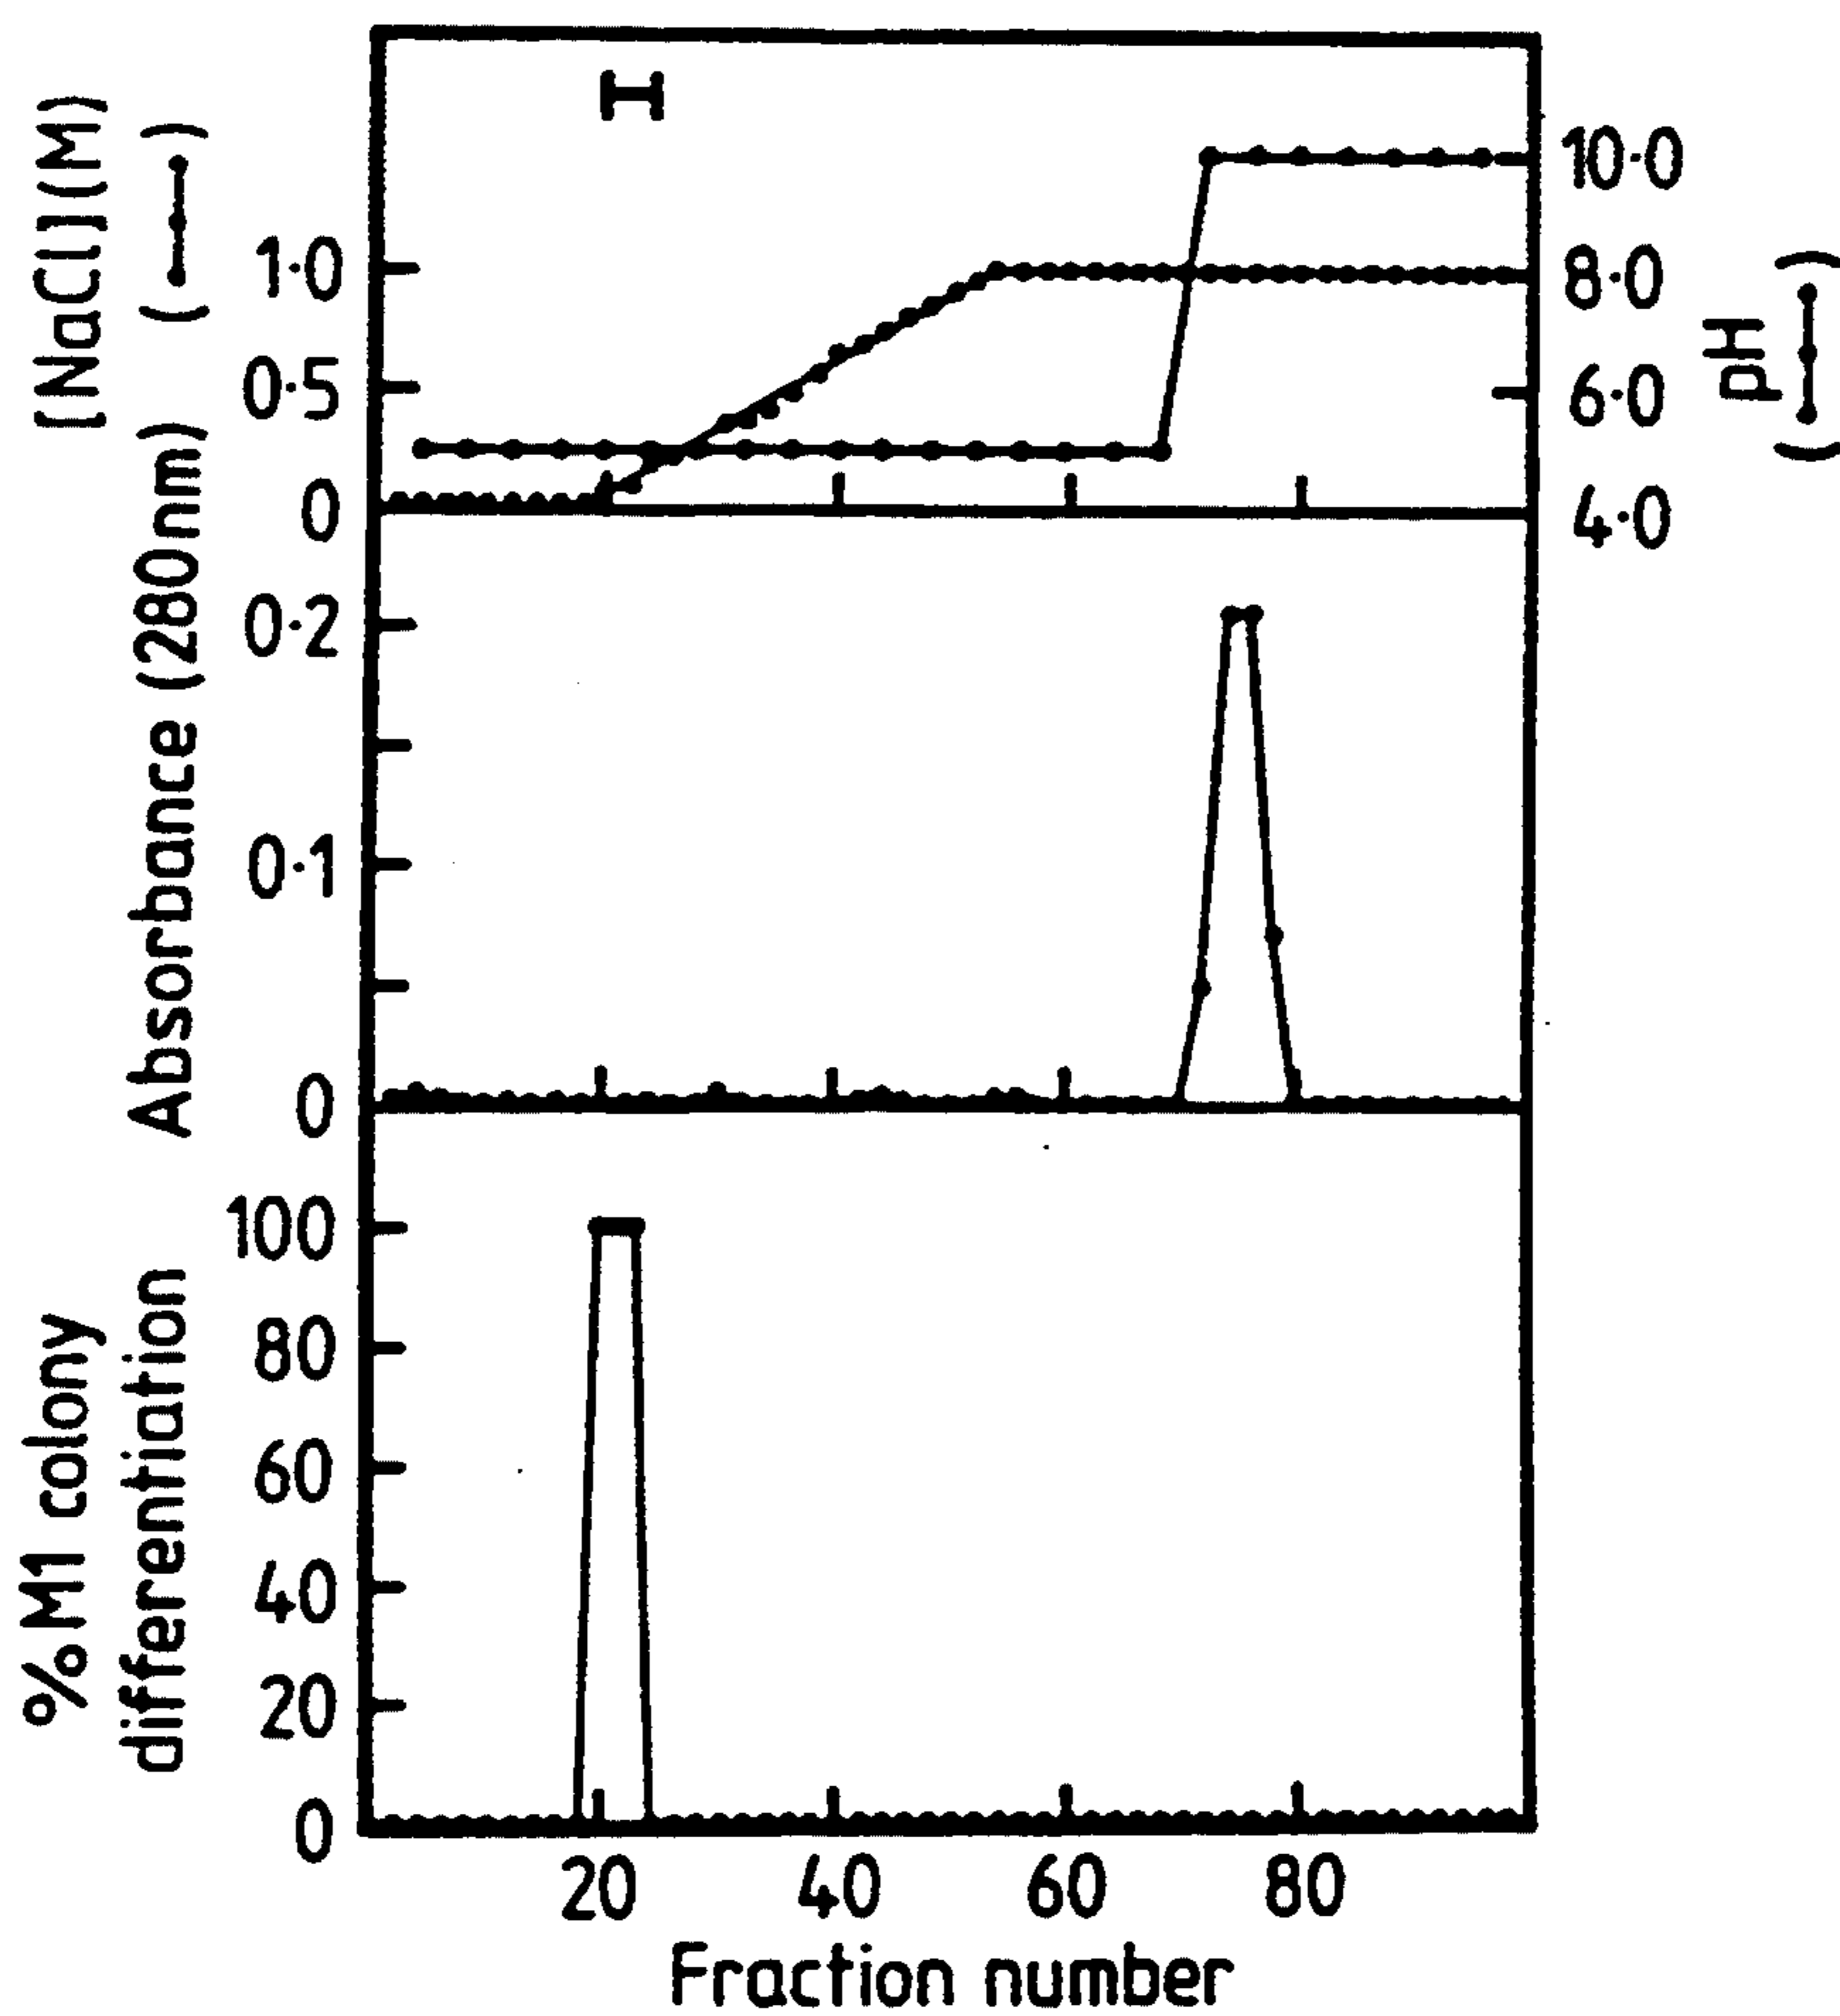 [NaCl](M)
( )
1·0
0·5
0
I
10·0
8·0
6·0
4·0
pH
( )
Absorbance (280nm)
0·2
0·1
0
%M1 colony
differentiation
100
80
60
40
20
0
20 40 60 80
Fraction number